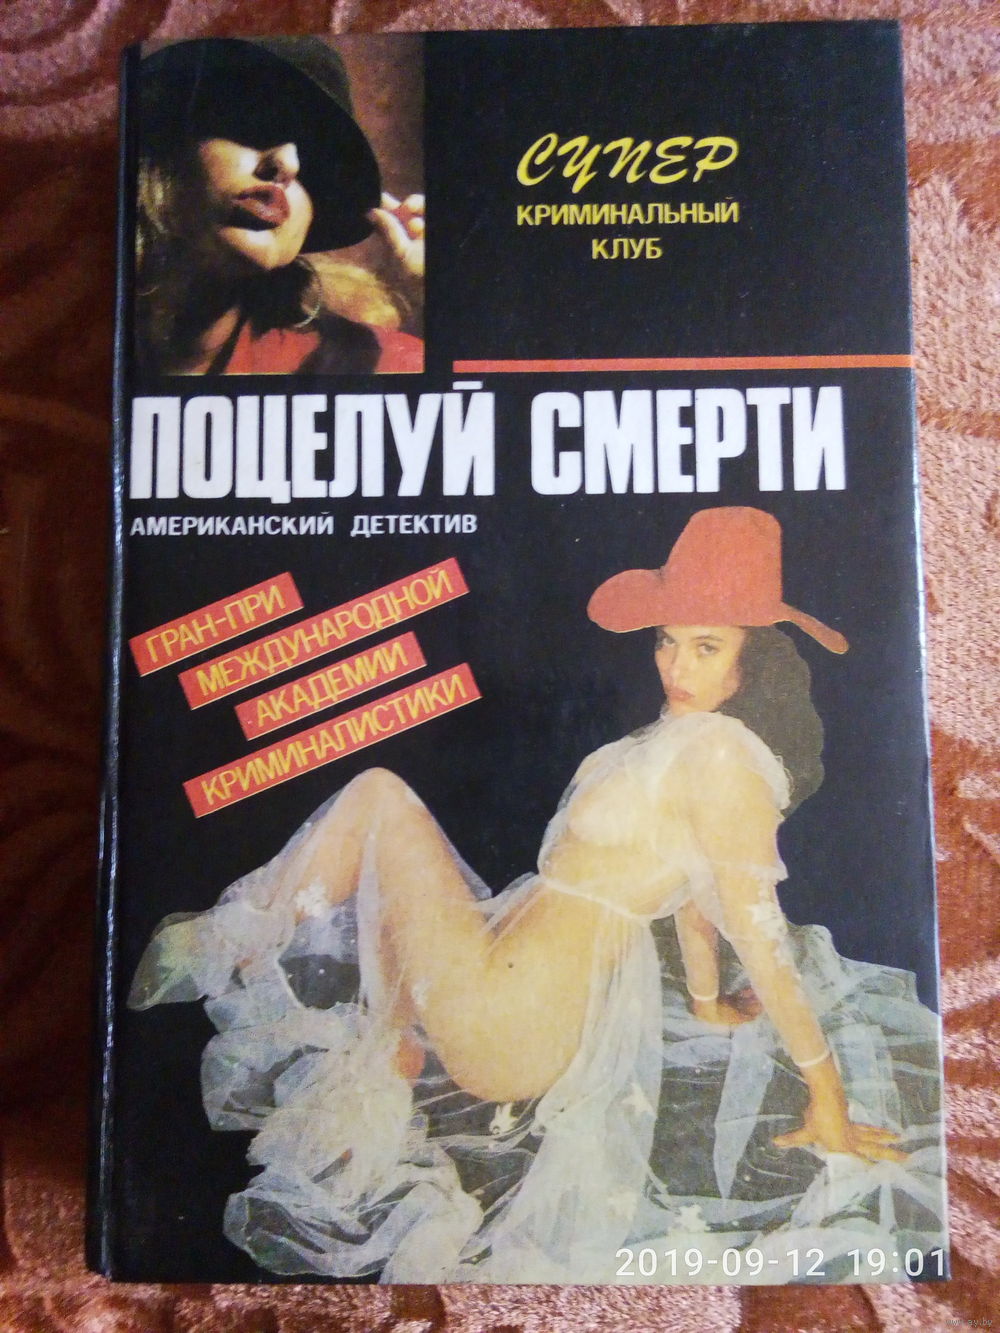 СУПЕР
КРИМИНАЛЬНЫЙ
КЛУБ
ПОЦЕЛУЙ СМЕРТИ
АМЕРИКАНСКИЙ ДЕТЕКТИВ
ГРАН-ПРИ
МЕЖДУНАРОДНОЙ
АКАДЕМИИ
КРИМИНАЛИСТИКИ
2019-09-12 19:01